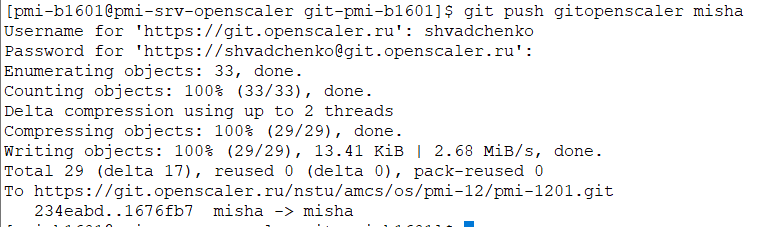 [pmi-b1601@pmi-srv-openscaler git-pmi-b1601]$ git push gitopenscaler misha
Username for 'https://git.openscaler.ru': shvadchenko
Password for 'https://shvadchenko@git.openscaler.ru':
Enumerating objects: 33, done.
Counting objects: 100% (33/33), done.
Delta compression using up to 2 threads
Compressing objects: 100% (29/29), done.
Writing objects: 100% (29/29), 13.41 KiB | 2.68 MiB/s, done.
Total 29 (delta 17), reused 0 (delta 0), pack-reused 0
To https://git.openscaler.ru/nstu/amcs/os/pmi-12/pmi-1201.git
   234eabd..1676fb7  misha -> misha